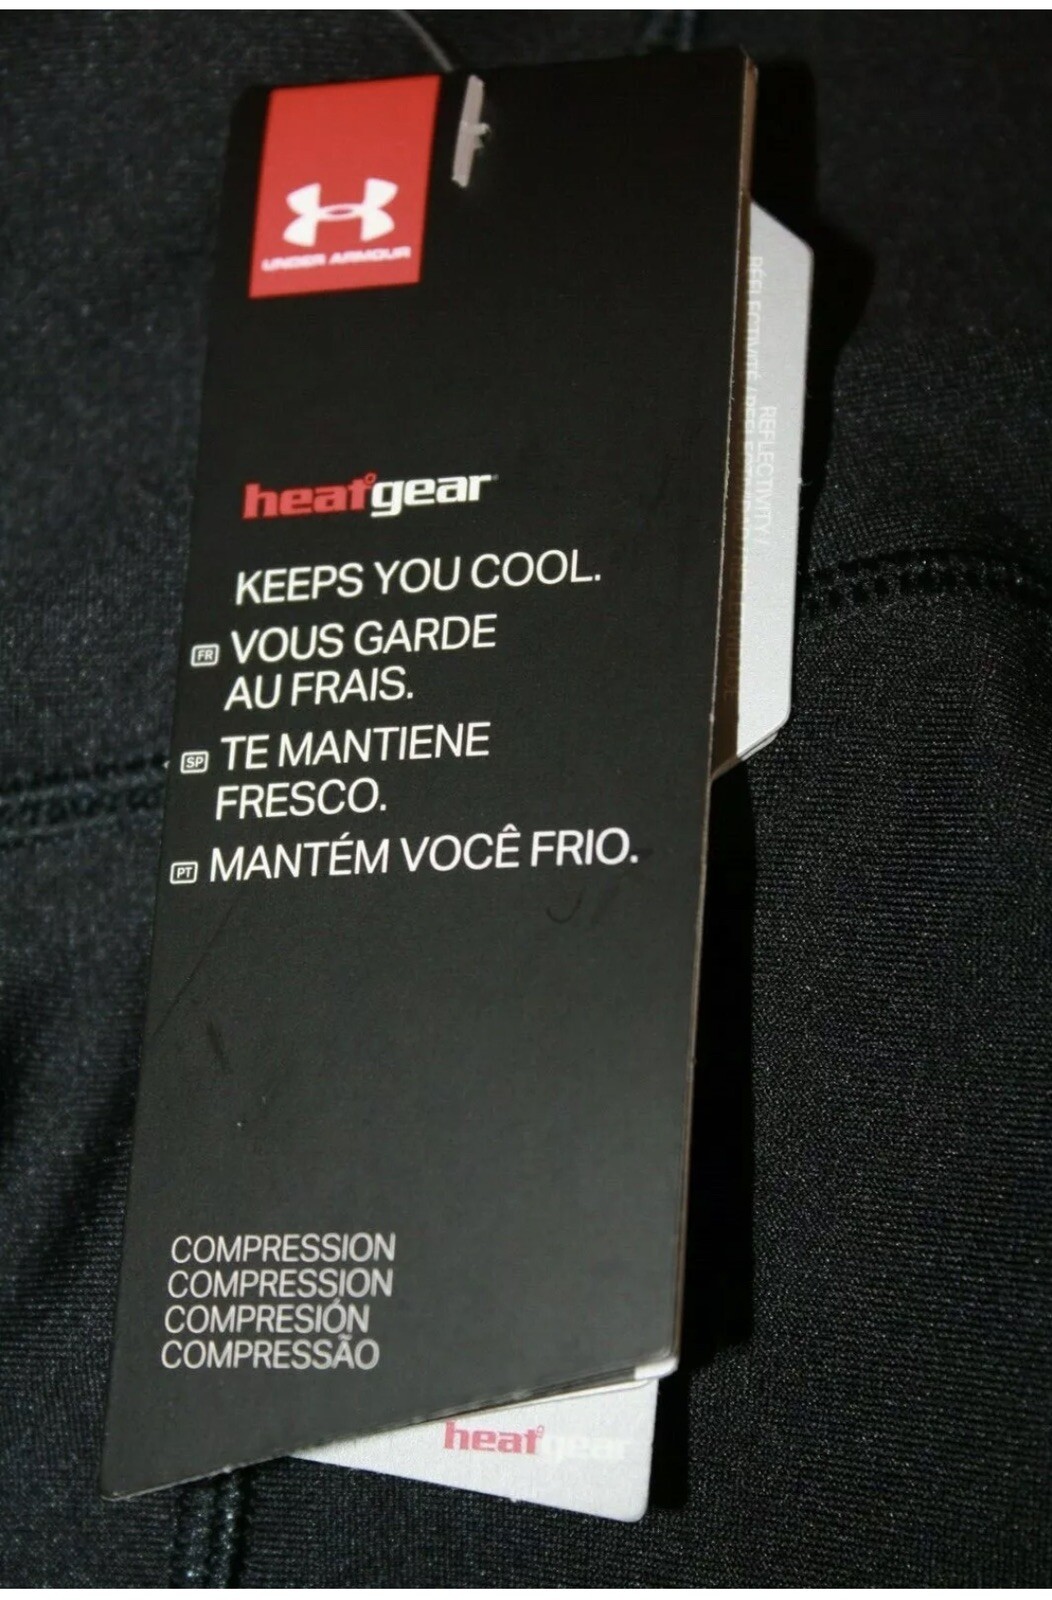 UNDER ARMOUR
heatgear
KEEPS YOU COOL.
FR VOUS GARDE
AU FRAIS.
SP TE MANTIENE
FRESCO.
PT MANTÉM VOCÊ FRIO.
COMPRESSION
COMPRESSION
COMPRESIÓN
COMPRESSÃO
heatgear
REFLECTIVITY /
RÉFLECTIVITÉ /